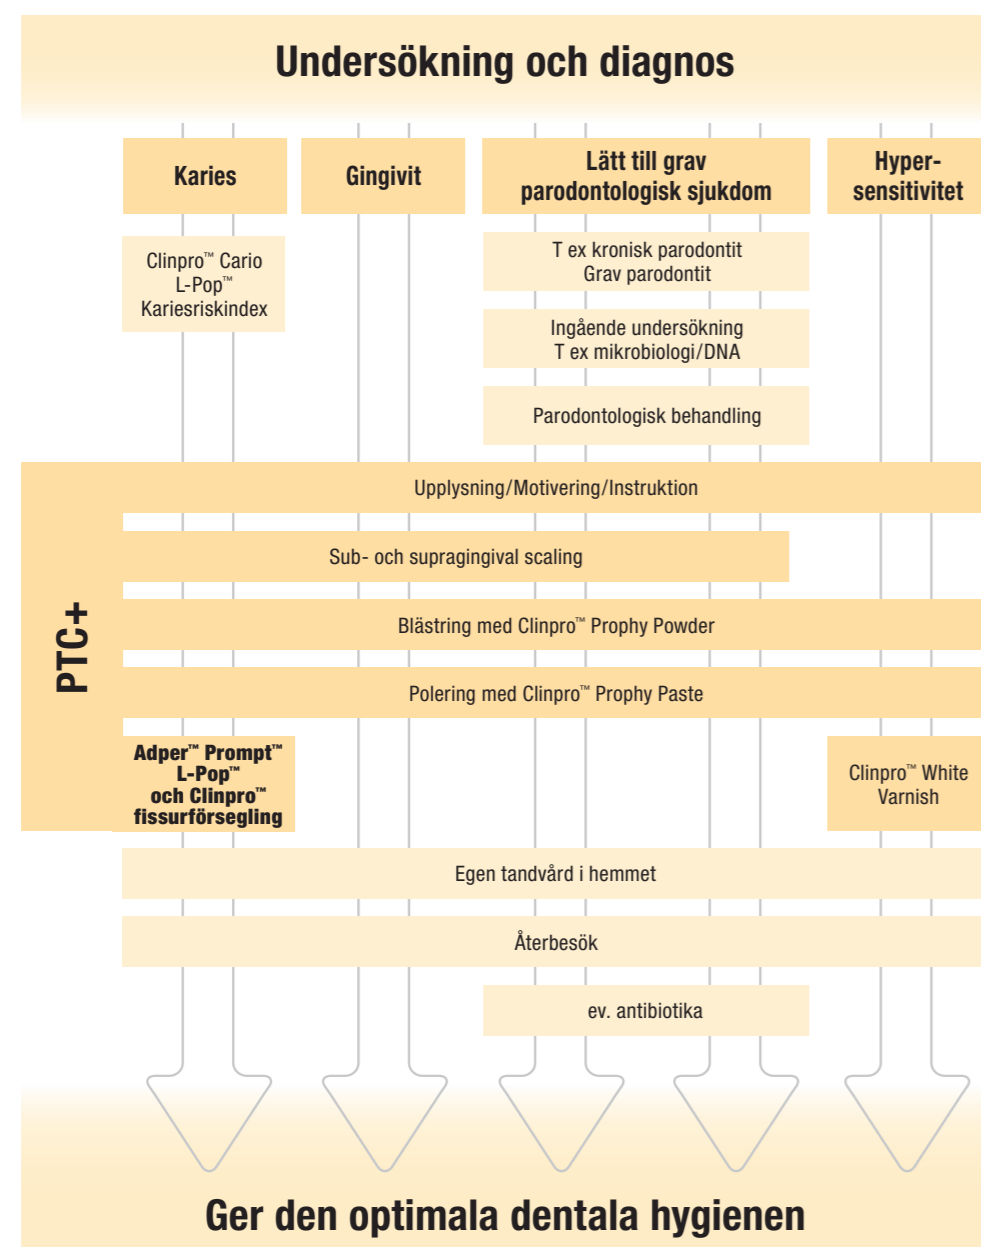 Undersökning och diagnos
Karies
Gingivit
Lätt till grav
parodontologisk sjukdom
Hyper-
sensitivitet
Clinpro™ Cario
L-Pop™
Kariesriskindex
T ex kronisk parodontit
Grav parodontit
Ingående undersökning
T ex mikrobiologi/DNA
Parodontologisk behandling
PTC+
Upplysning/Motivering/Instruktion
Sub- och supragingival scaling
Blästring med Clinpro™ Prophy Powder
Polering med Clinpro™ Prophy Paste
Adper™ Prompt™
L-Pop™
och Clinpro™
fissurförsegling
Clinpro™ White
Varnish
Egen tandvård i hemmet
Återbesök
ev. antibiotika
Ger den optimala dentala hygienen